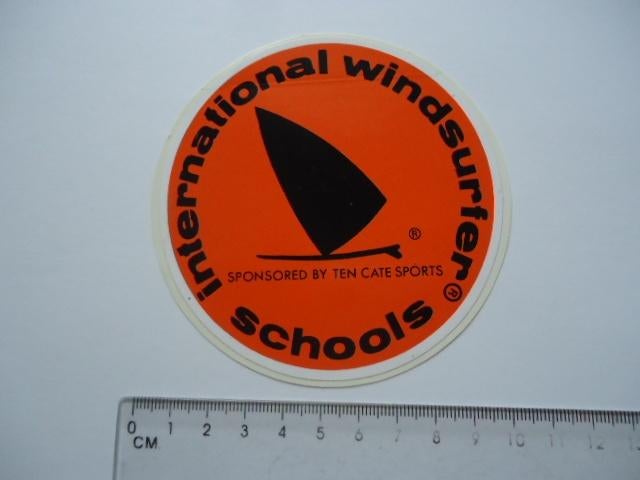 international windsurfer®
®
SPONSORED BY TEN CATE SPORTS
schools
0 1 2 3 4 5 6 7 8 9 10 11 12
CM